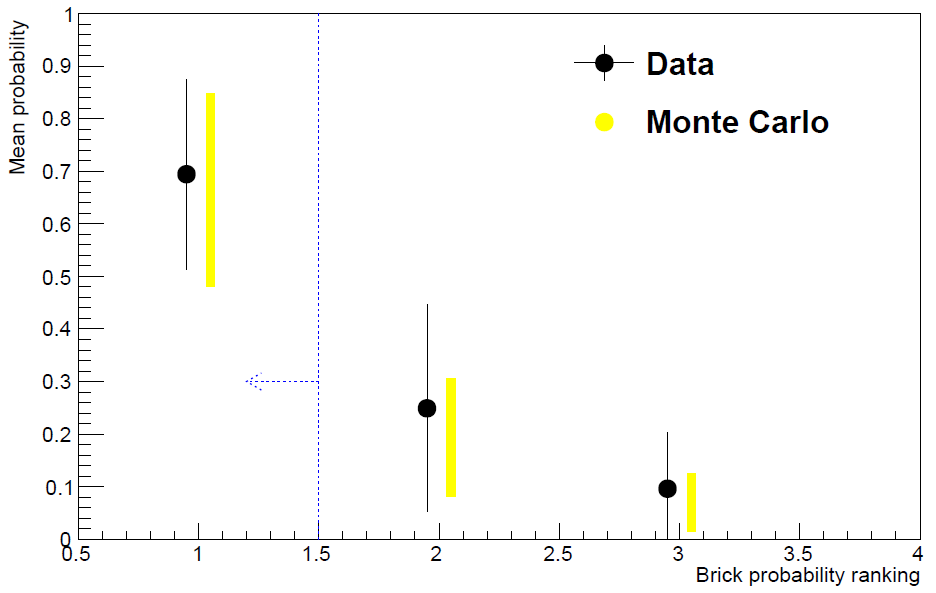 Mean probability
1
0.9
0.8
0.7
0.6
0.5
0.4
0.3
0.2
0.1
0
Data
Monte Carlo
0.5 1 1.5 2 2.5 3 3.5 4
Brick probability ranking